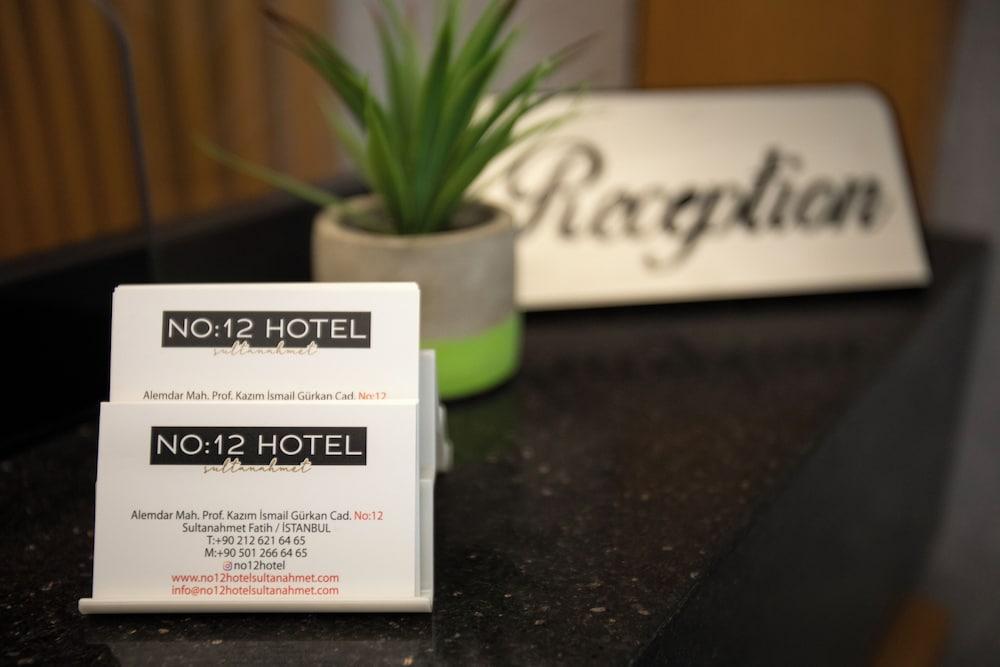 Reception
NO:12 HOTEL
sultanahmet
Alemdar Mah. Prof. Kazım İsmail Gürkan Cad. No:12
NO:12 HOTEL
sultanahmet
Alemdar Mah. Prof. Kazım İsmail Gürkan Cad. No:12
Sultanahmet Fatih / İSTANBUL
T:+90 212 621 64 65
M:+90 501 266 64 65
no12hotel
www.no12hotelsultanahmet.com
info@no12hotelsultanahmet.com